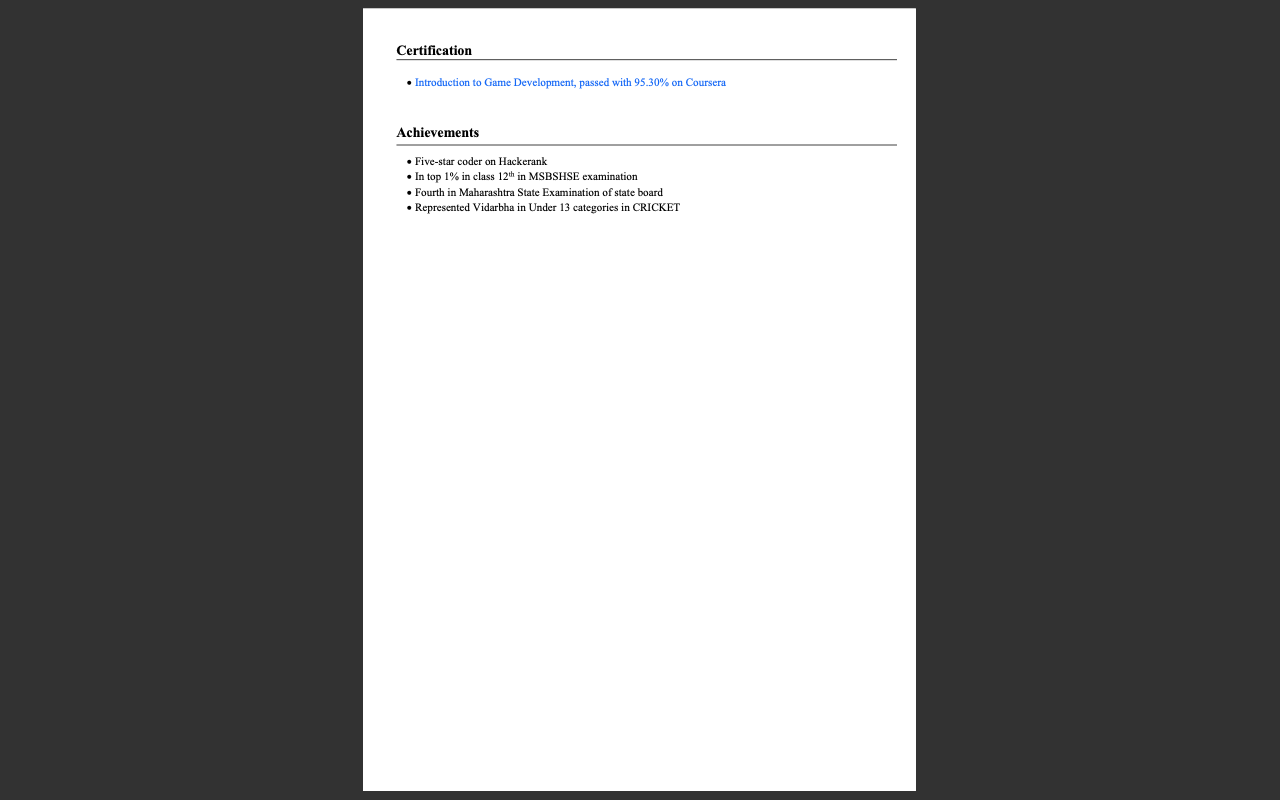 Certification
• Introduction to Game Development, passed with 95.30% on Coursera
Achievements
• Five-star coder on Hackerank
• In top 1% in class 12th in MSBSHSE examination
• Fourth in Maharashtra State Examination of state board
• Represented Vidarbha in Under 13 categories in CRICKET